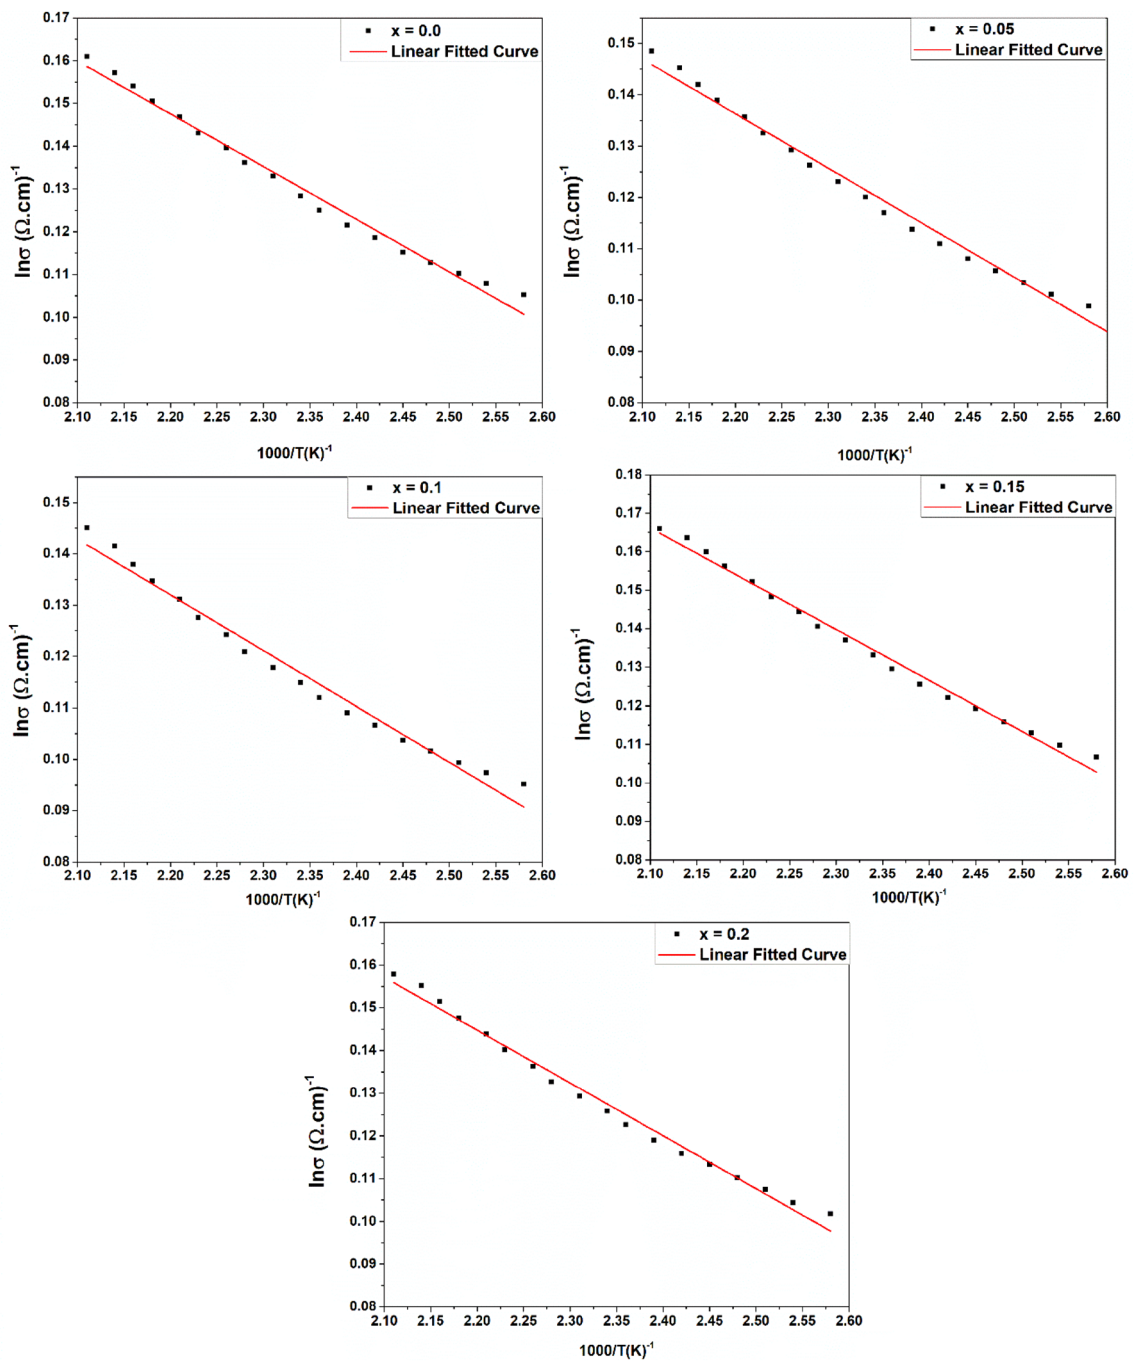 x = 0.0
Linear Fitted Curve
0.17
0.16
0.15
0.14
0.13
0.12
0.11
0.10
0.09
0.08
lnσ (Ω.cm)-1
2.10 2.15 2.20 2.25 2.30 2.35 2.40 2.45 2.50 2.55 2.60
1000/T(K)-1
x = 0.05
Linear Fitted Curve
0.15
0.14
0.13
0.12
0.11
0.10
0.09
0.08
lnσ (Ω.cm)-1
2.10 2.15 2.20 2.25 2.30 2.35 2.40 2.45 2.50 2.55 2.60
1000/T(K)-1
x = 0.1
Linear Fitted Curve
0.15
0.14
0.13
0.12
0.11
0.10
0.09
0.08
lnσ (Ω.cm)-1
2.10 2.15 2.20 2.25 2.30 2.35 2.40 2.45 2.50 2.55 2.60
1000/T(K)-1
x = 0.15
Linear Fitted Curve
0.18
0.17
0.16
0.15
0.14
0.13
0.12
0.11
0.10
0.09
0.08
lnσ (Ω.cm)-1
2.10 2.15 2.20 2.25 2.30 2.35 2.40 2.45 2.50 2.55 2.60
1000/T(K)-1
x = 0.2
Linear Fitted Curve
0.17
0.16
0.15
0.14
0.13
0.12
0.11
0.10
0.09
0.08
lnσ (Ω.cm)-1
2.10 2.15 2.20 2.25 2.30 2.35 2.40 2.45 2.50 2.55 2.60
1000/T(K)-1